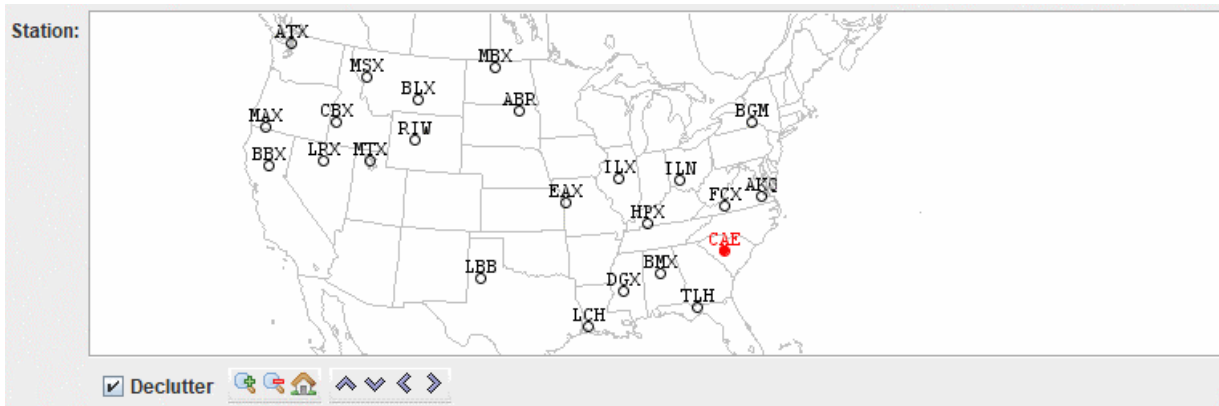 Station:
ATX
MSX
MBX
BLX
ABR
MAX
CBX
RIW
BGM
BBX
LRX
MTX
ILX
ILN
EAX
FCX
AKQ
HPX
CAE
LBB
DGX
BMX
TLH
LCH
Declutter